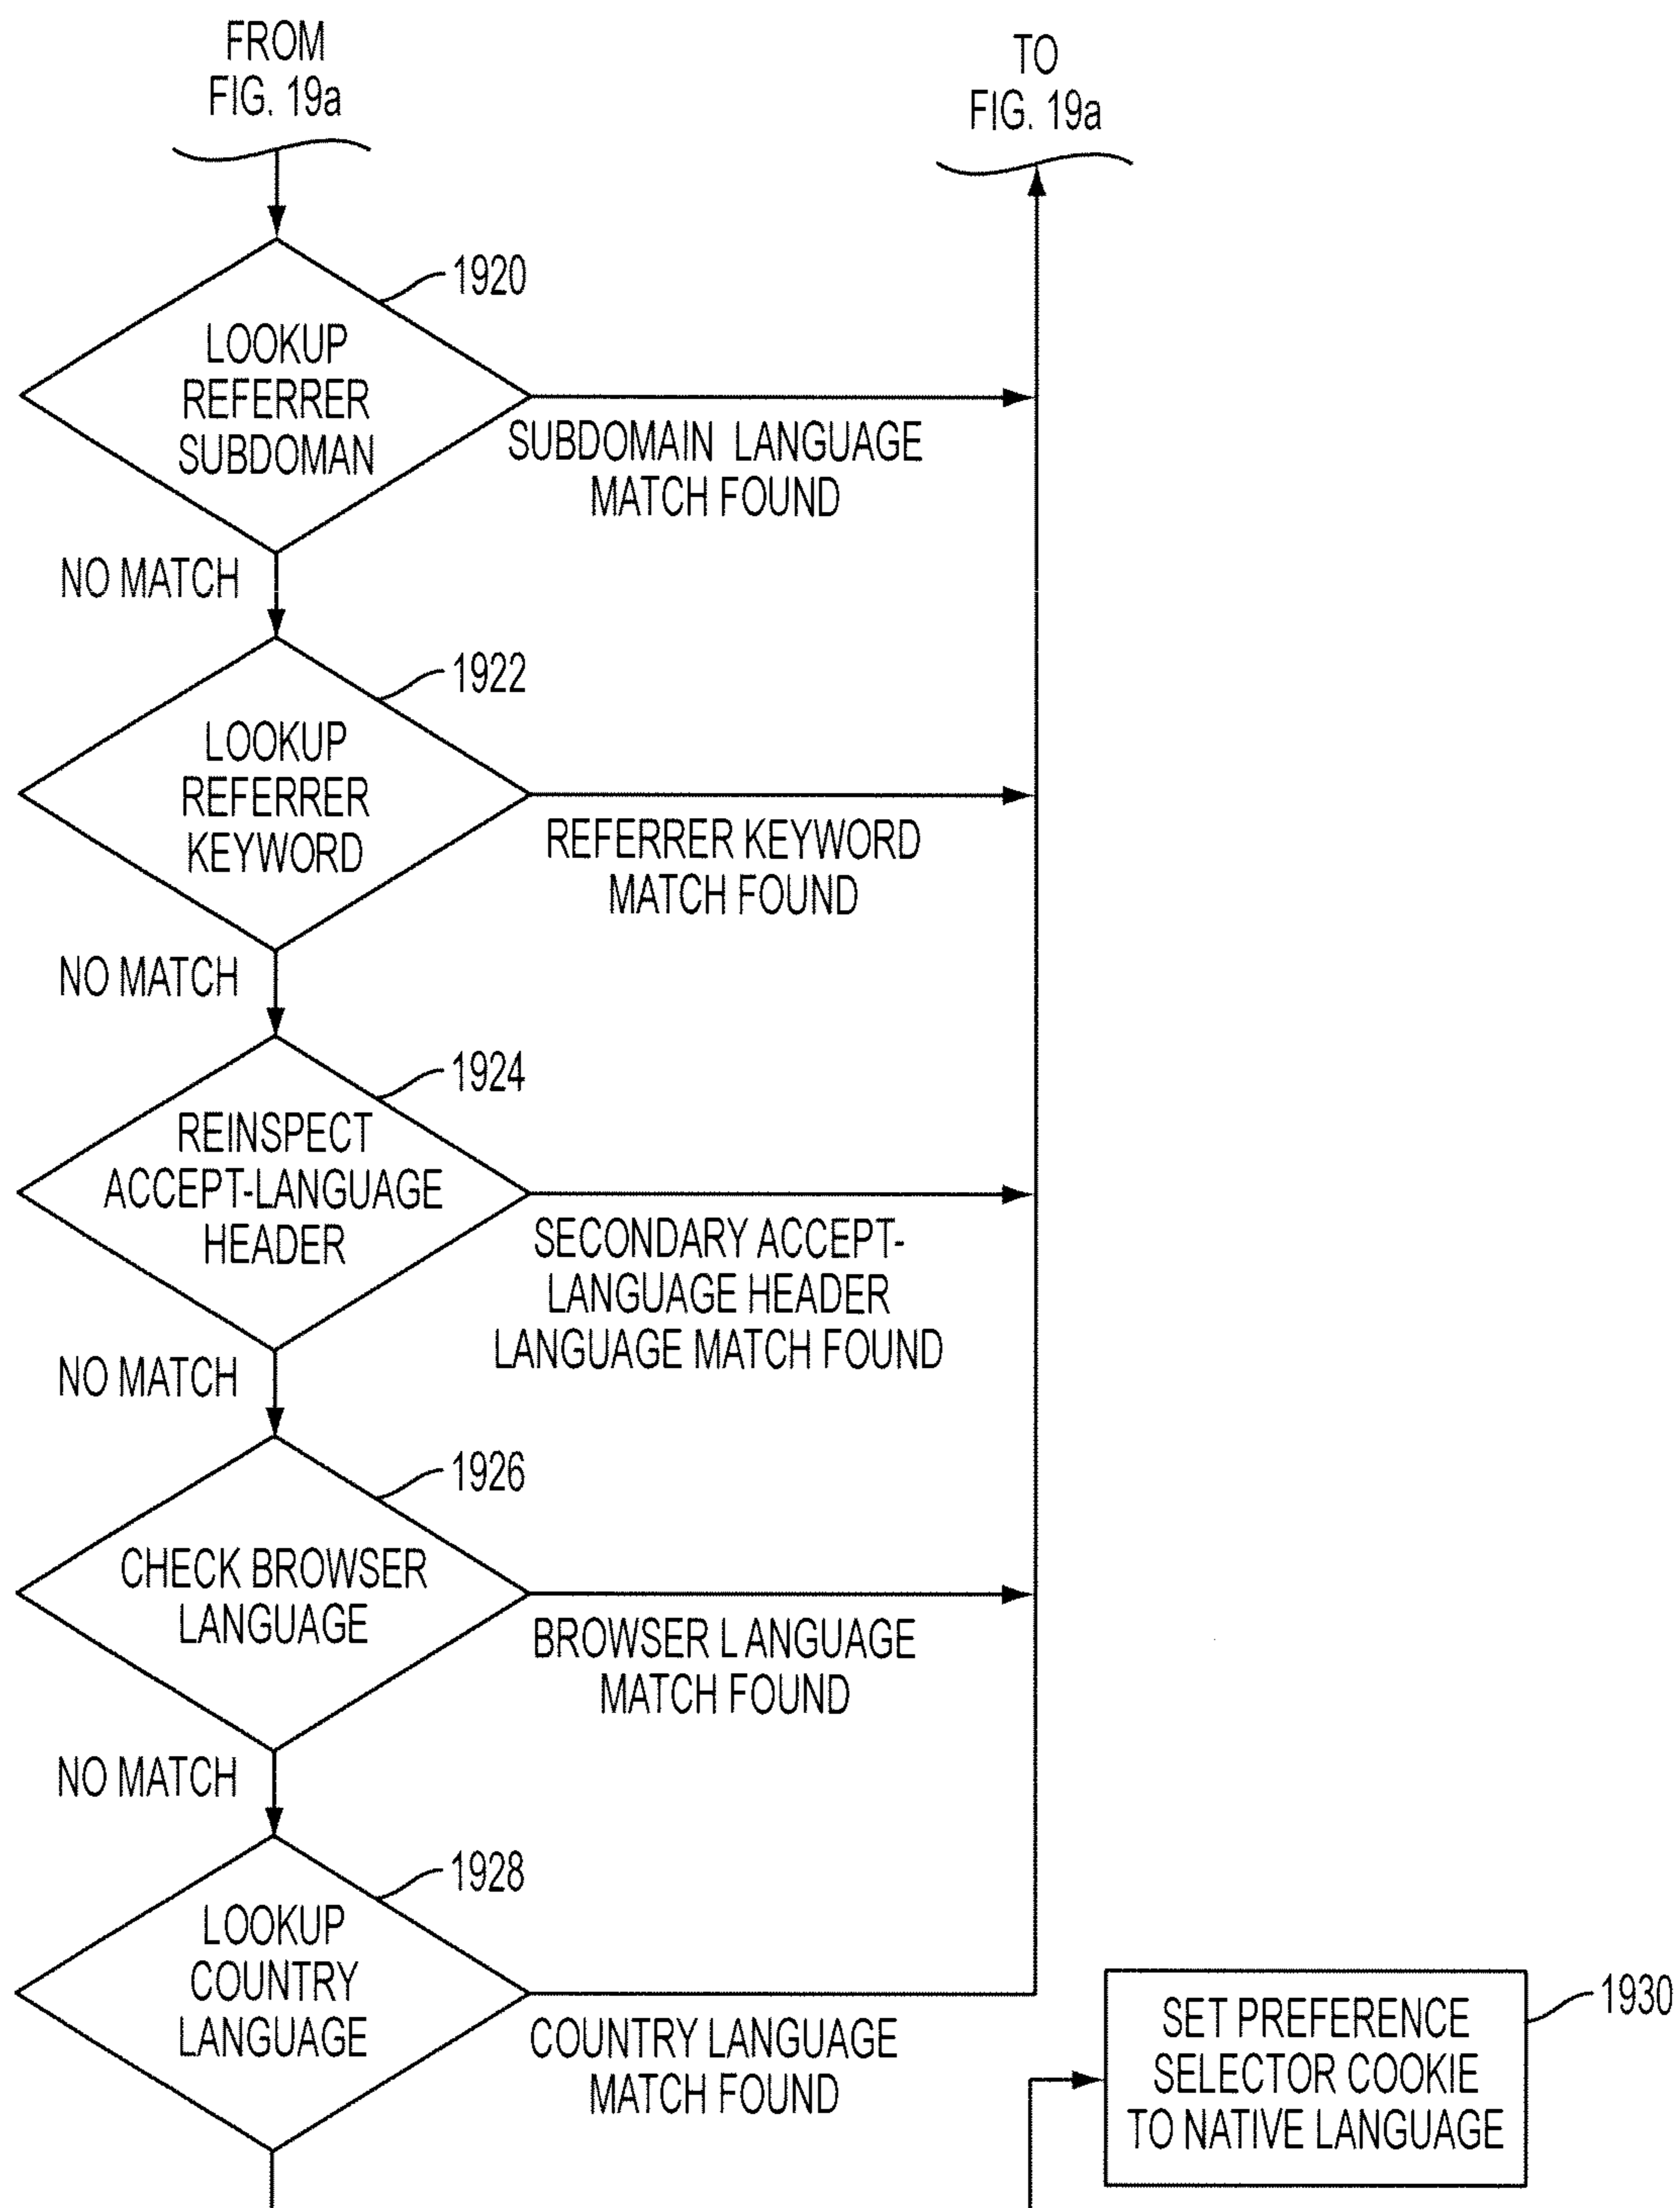 FROM
FIG. 19a
TO
FIG. 19a
1920
LOOKUP
REFERRER
SUBDOMAN
SUBDOMAIN LANGUAGE
MATCH FOUND
NO MATCH
1922
LOOKUP
REFERRER
KEYWORD
REFERRER KEYWORD
MATCH FOUND
NO MATCH
1924
REINSPECT
ACCEPT-LANGUAGE
HEADER
SECONDARY ACCEPT-
LANGUAGE HEADER
LANGUAGE MATCH FOUND
NO MATCH
1926
CHECK BROWSER
LANGUAGE
BROWSER LANGUAGE
MATCH FOUND
NO MATCH
1928
LOOKUP
COUNTRY
LANGUAGE
COUNTRY LANGUAGE
MATCH FOUND
1930
SET PREFERENCE
SELECTOR COOKIE
TO NATIVE LANGUAGE